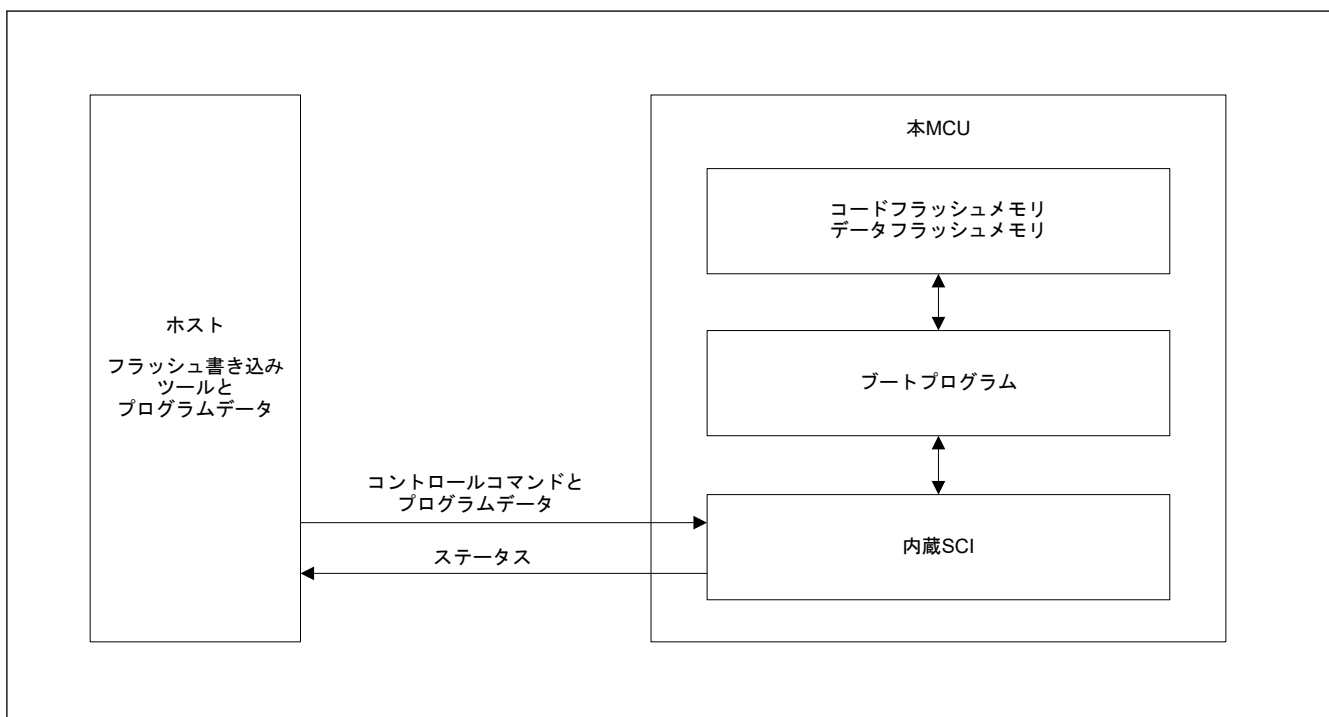 本MCU
コードフラッシュメモリ
データフラッシュメモリ
ホスト
フラッシュ書き込み
ツールと
プログラムデータ
ブートプログラム
コントロールコマンドと
プログラムデータ
内蔵SCI
ステータス